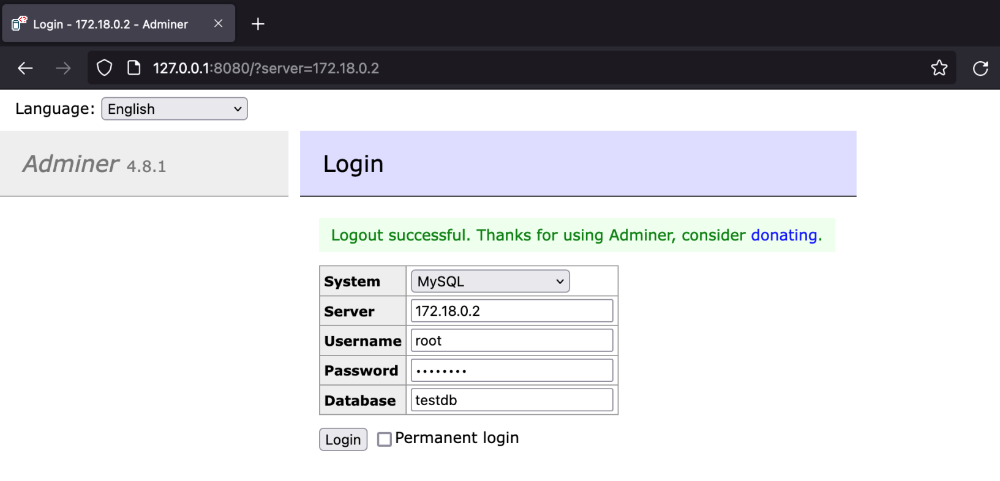 Login - 172.18.0.2 - Adminer
127.0.0.1:8080/?server=172.18.0.2
Language: English
Adminer 4.8.1
Login
Logout successful. Thanks for using Adminer, consider donating.
System MySQL
Server 172.18.0.2
Username root
Password ••••••••
Database testdb
Login Permanent login